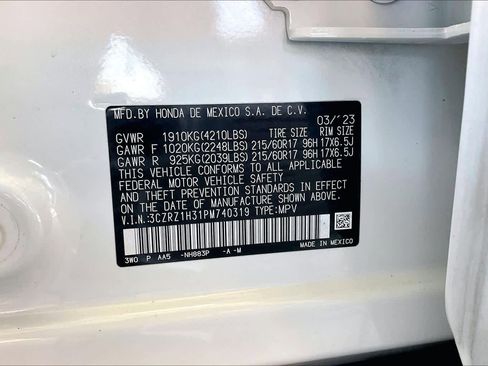 MFD.BY HONDA DE MEXICO S.A. DE C.V.
03/'23
GVWR 1910KG(4210LBS) TIRE SIZE RIM SIZE
GAWR F 1020KG(2248LBS) 215/60R17 96H 17X6.5J
GAWR R 925KG(2039LBS) 215/60R17 96H 17X6.5J
THIS VEHICLE CONFORMS TO ALL APPLICABLE
FEDERAL MOTOR VEHICLE SAFETY AND
BUMPER STANDARDS IN EFFECT ON THE
DATE OF MANUFACTURE SHOWN ABOVE.
V.I.N.:3CZRZ1H31PM740319 TYPE:MPV
3W0 P AA5 -NH883P -A -M
MADE IN MEXICO